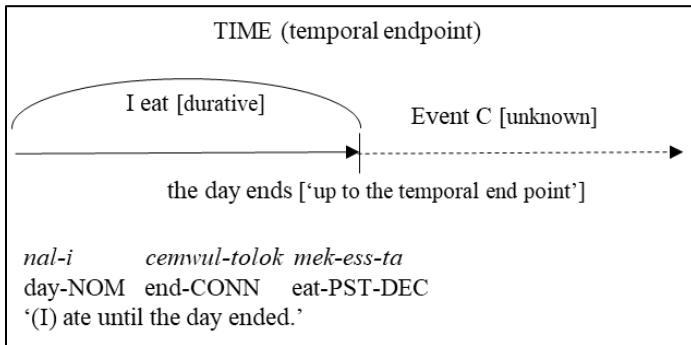 TIME (temporal endpoint)
I eat [durative]
Event C [unknown]
the day ends ['up to the temporal end point']
nal-i cemwul-tolok mek-ess-ta
day-NOM end-CONN eat-PST-DEC
‘(I) ate until the day ended.’